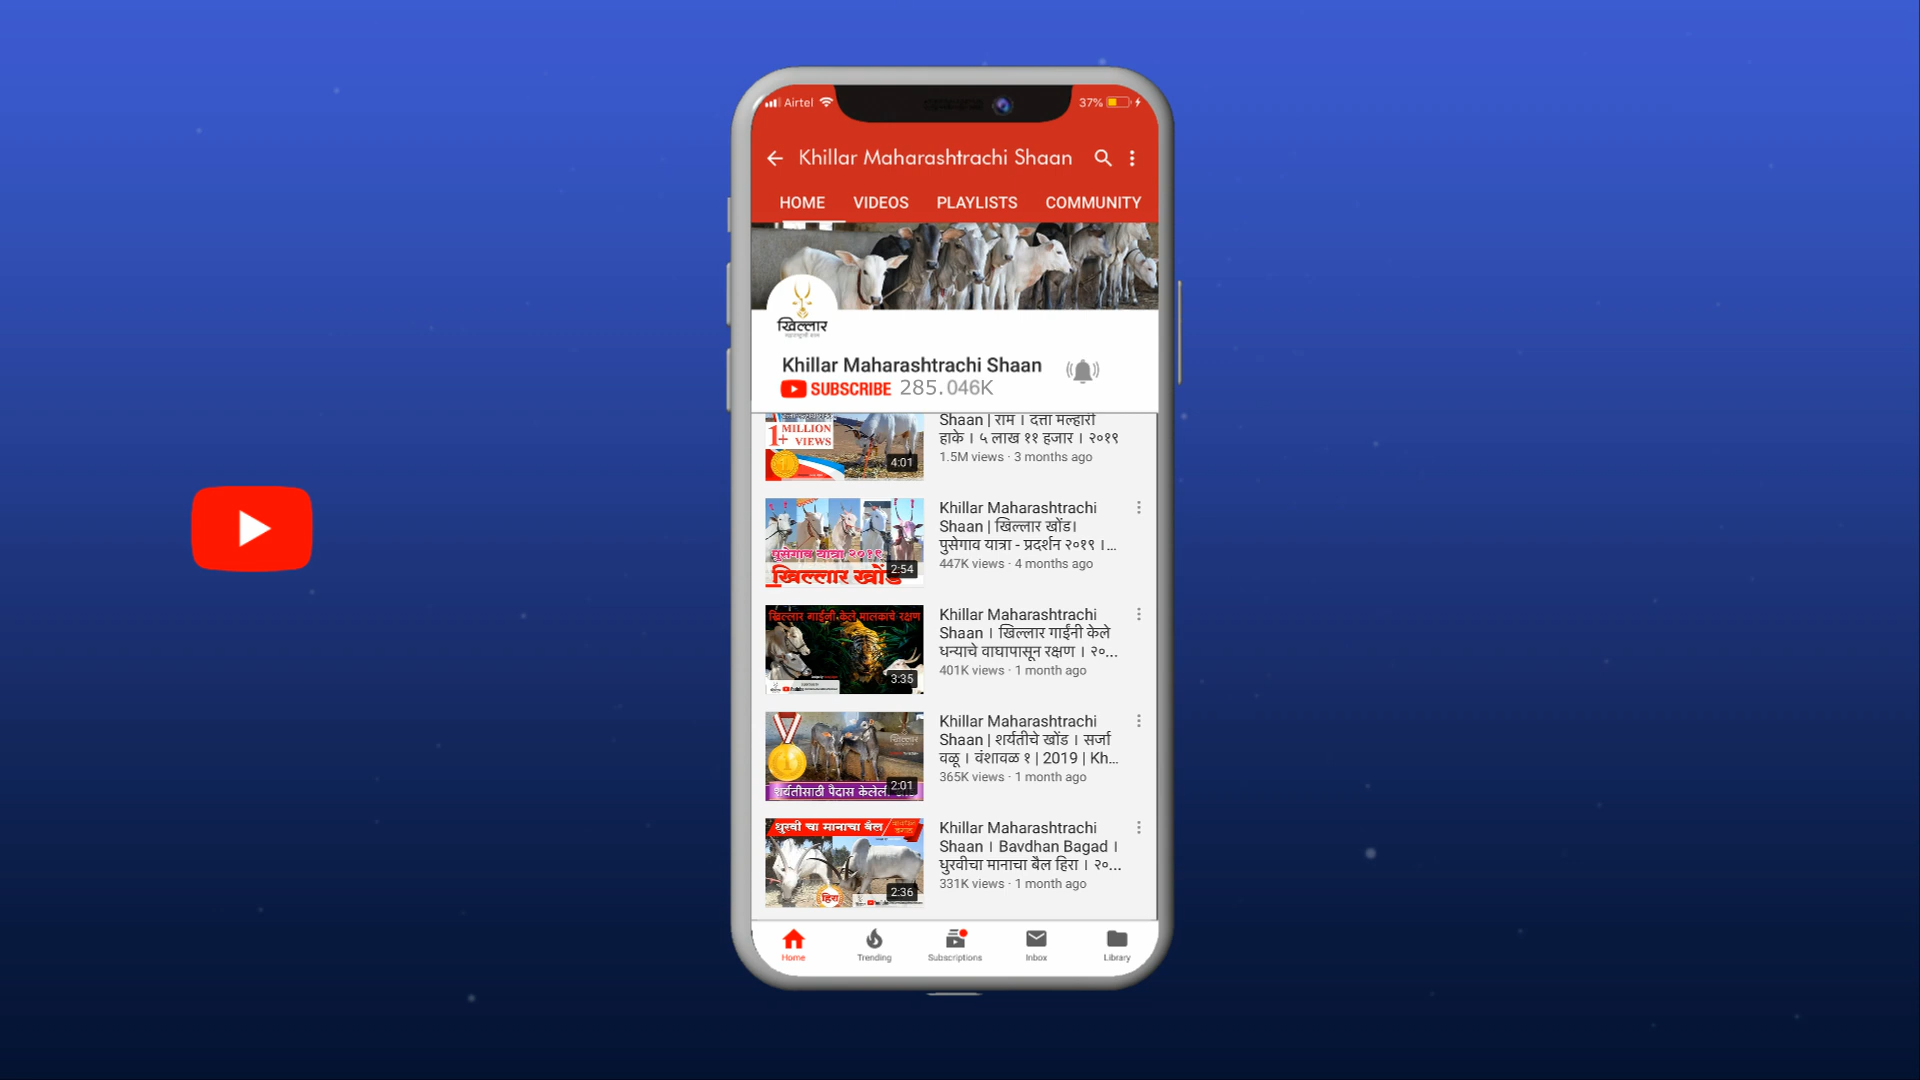 Airtel
37%
Khillar Maharashtrachi Shaan
HOME VIDEOS PLAYLISTS COMMUNITY
खिल्लार
Khillar Maharashtrachi Shaan
SUBSCRIBE 285.046K
1+ MILLION VIEWS
4:01
Shaan | राम । दत्ता मल्हारी
हाके । ५ लाख ११ हजार । २०१९
1.5M views · 3 months ago
पुसेगाव यात्रा २०१९
खिल्लार खोंड
2:54
Khillar Maharashtrachi
Shaan | खिल्लार खोंड।
पुसेगाव यात्रा - प्रदर्शन २०१९ ।...
447K views · 4 months ago
खिल्लार गाईंनी केले मालकाचे रक्षण
3:35
Khillar Maharashtrachi
Shaan । खिल्लार गाईंनी केले
धन्याचे वाघापासून रक्षण । २०...
401K views · 1 month ago
1
शर्यतीसाठी पैदास केलेली
2:01
Khillar Maharashtrachi
Shaan | शर्यतीचे खोंड । सर्जा
वळू । वंशावळ १ | 2019 | Kh...
365K views · 1 month ago
धुरवी चा मानाचा बैल
हिरा
2:36
Khillar Maharashtrachi
Shaan । Bavdhan Bagad ।
धुरवीचा मानाचा बैल हिरा । २०...
331K views · 1 month ago
Home Trending Subscriptions Inbox Library